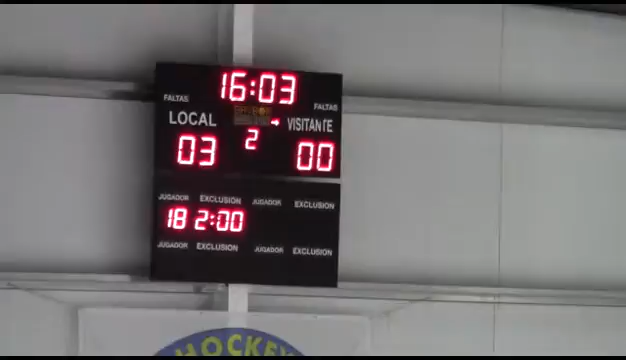 16:03
FALTAS FALTAS
LOCAL 2 VISITANTE
03 00
JUGADOR EXCLUSION JUGADOR EXCLUSION
18 2:00
JUGADOR EXCLUSION JUGADOR EXCLUSION
HOCKEY